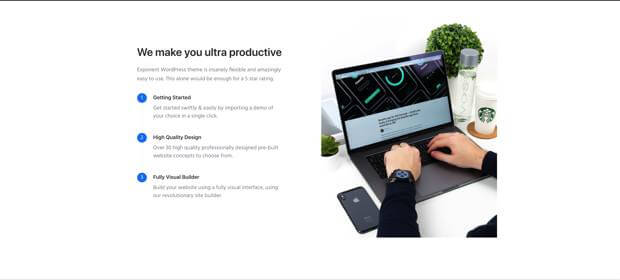 We make you ultra productive
Exponent WordPress theme is insanely flexible and amazingly
easy to use. This alone would be enough for a 5 star rating.
1 Getting Started
Get started swiftly & easily by importing a demo of
your choice in a single click.
2 High Quality Design
Over 30 high quality professionally designed pre-built
website concepts to choose from.
3 Fully Visual Builder
Build your website using a fully visual interface, using
our revolutionary site builder.